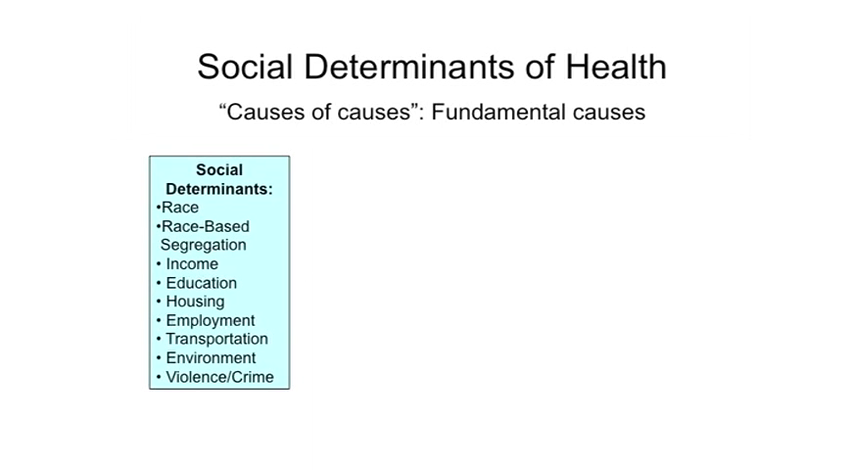 Social Determinants of Health
“Causes of causes”: Fundamental causes
Social
Determinants:
•Race
•Race-Based
Segregation
• Income
• Education
• Housing
• Employment
• Transportation
• Environment
• Violence/Crime